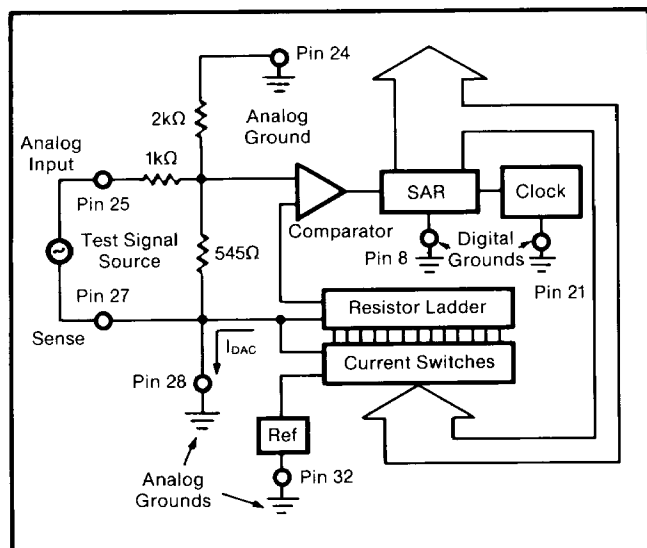 Pin 24
2kΩ
Analog
Ground
Analog
Input
1kΩ
Pin 25
Comparator
SAR
Clock
Test Signal
Source
545Ω
Pin 8
Digital
Grounds
Pin 21
Pin 27
Sense
Resistor Ladder
IDAC
Current Switches
Pin 28
Ref
Analog
Grounds
Pin 32